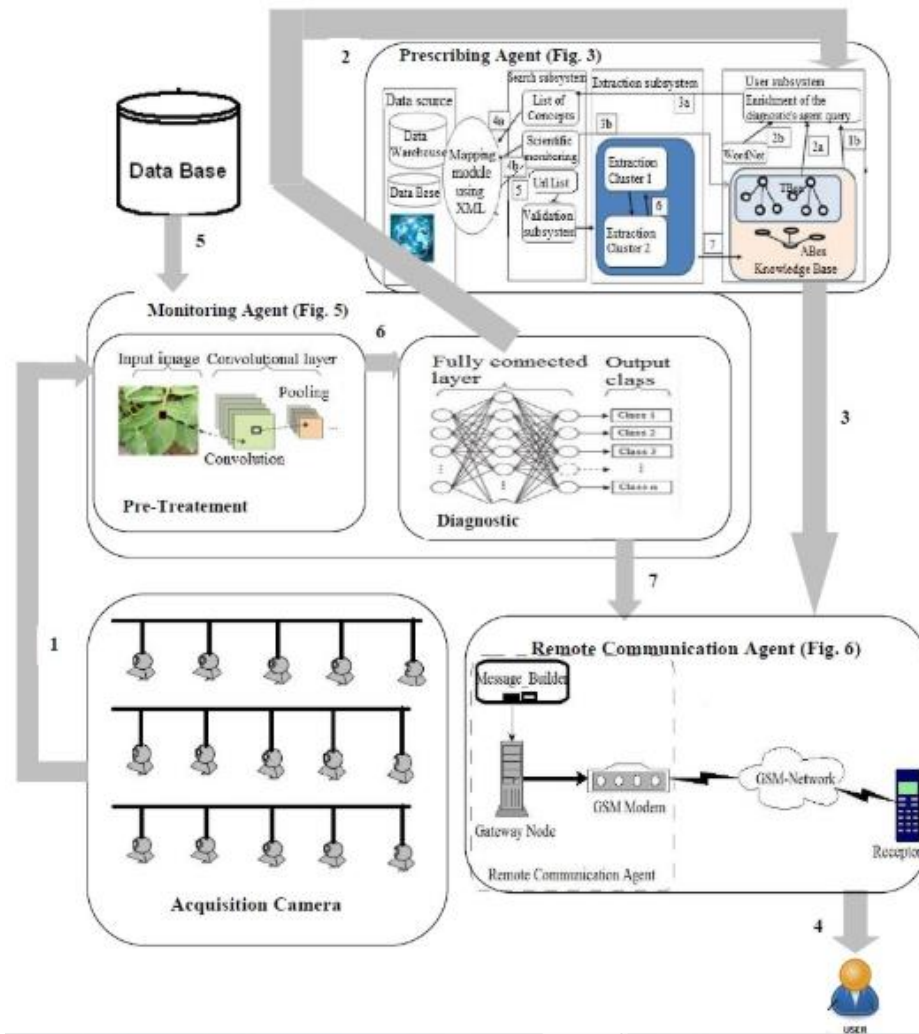 2
Prescribing Agent (Fig. 3)
Data source
Data
Warehouse
Data Base
Mapping
module
using
XML
Search subsystem
List of
Concepts
Scientific
monitoring
Url List
Validation
subsystem
4a
4b
5
Extraction subsystem
3a
3b
Extraction
Cluster 1
6
Extraction
Cluster 2
7
User subsystem
Enrichment of the
diagnostic's agent query
WordNet
2b
2a
1b
TBox
ABox
Knowledge Base
Data Base
5
Monitoring Agent (Fig. 5)
Input image
Convolutional layer
Pooling
...
Convolution
Pre-Treatement
6
Fully connected
layer
Output
class
Class 1
Class 2
Class 3
Class n
Diagnostic
3
7
1
Acquisition Camera
Remote Communication Agent (Fig. 6)
Message_Builder
Gateway Node
GSM Modem
GSM-Network
Receptor
Remote Communication Agent
4
USER